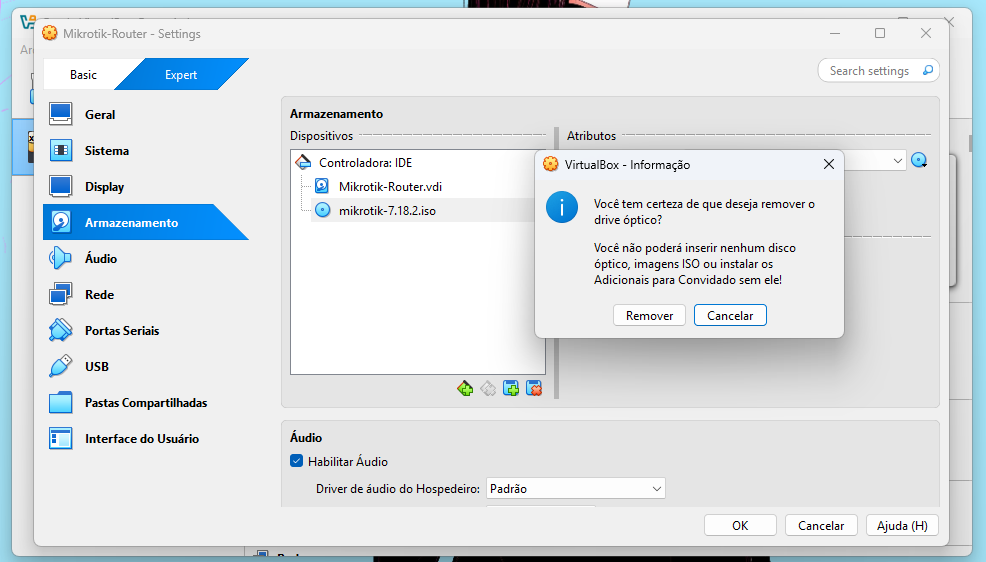 Mikrotik-Router - Settings
Basic
Expert
Search settings
Geral
Sistema
Display
Armazenamento
Áudio
Rede
Portas Seriais
USB
Pastas Compartilhadas
Interface do Usuário
Armazenamento
Dispositivos
Controladora: IDE
Mikrotik-Router.vdi
mikrotik-7.18.2.iso
Atributos
VirtualBox - Informação
Você tem certeza de que deseja remover o
drive óptico?
Você não poderá inserir nenhum disco
óptico, imagens ISO ou instalar os
Adicionais para Convidado sem ele!
Remover
Cancelar
Áudio
Habilitar Áudio
Driver de áudio do Hospedeiro:
Padrão
OK
Cancelar
Ajuda (H)